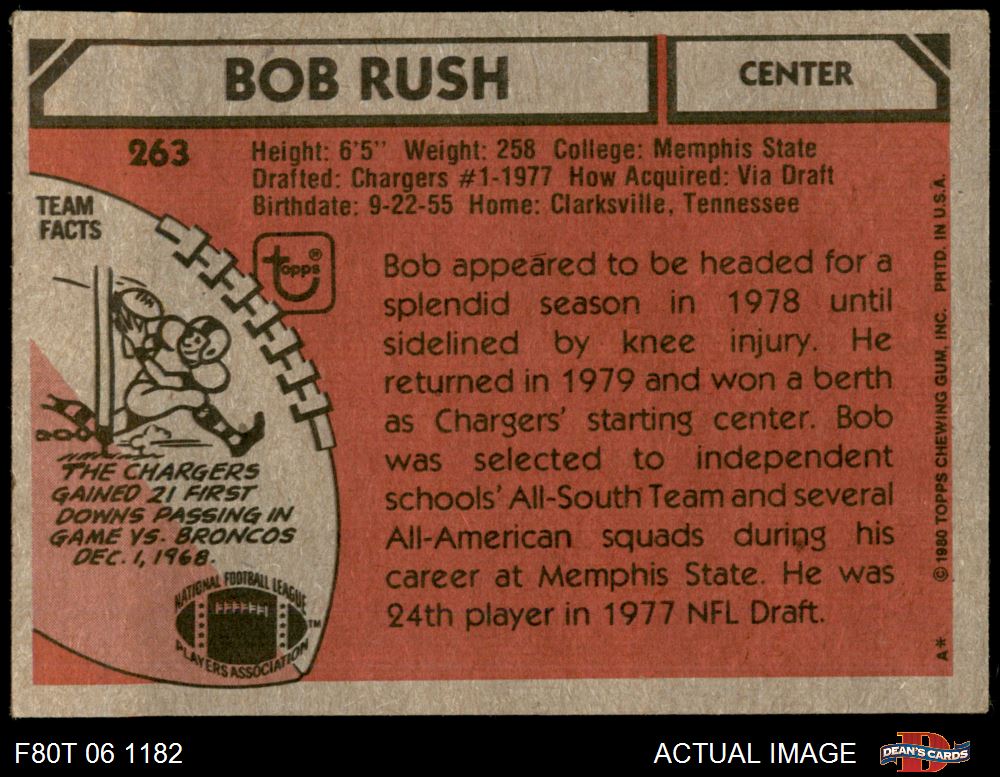 BOB RUSH
CENTER
263
Height: 6'5" Weight: 258 College: Memphis State
Drafted: Chargers #1-1977 How Acquired: Via Draft
Birthdate: 9-22-55 Home: Clarksville, Tennessee
TEAM
FACTS
topps®
Bob appeared to be headed for a
splendid season in 1978 until
sidelined by knee injury. He
returned in 1979 and won a berth
as Chargers' starting center. Bob
was selected to independent
schools' All-South Team and several
All-American squads during his
career at Memphis State. He was
24th player in 1977 NFL Draft.
THE CHARGERS
GAINED 21 FIRST
DOWNS PASSING IN
GAME VS. BRONCOS
DEC. 1, 1968.
NATIONAL FOOTBALL LEAGUE
PLAYERS ASSOCIATION
TM
A* © 1980 TOPPS CHEWING GUM, INC. PRTD. IN U.S.A.
F80T 06 1182
ACTUAL IMAGE
DEAN'S CARDS